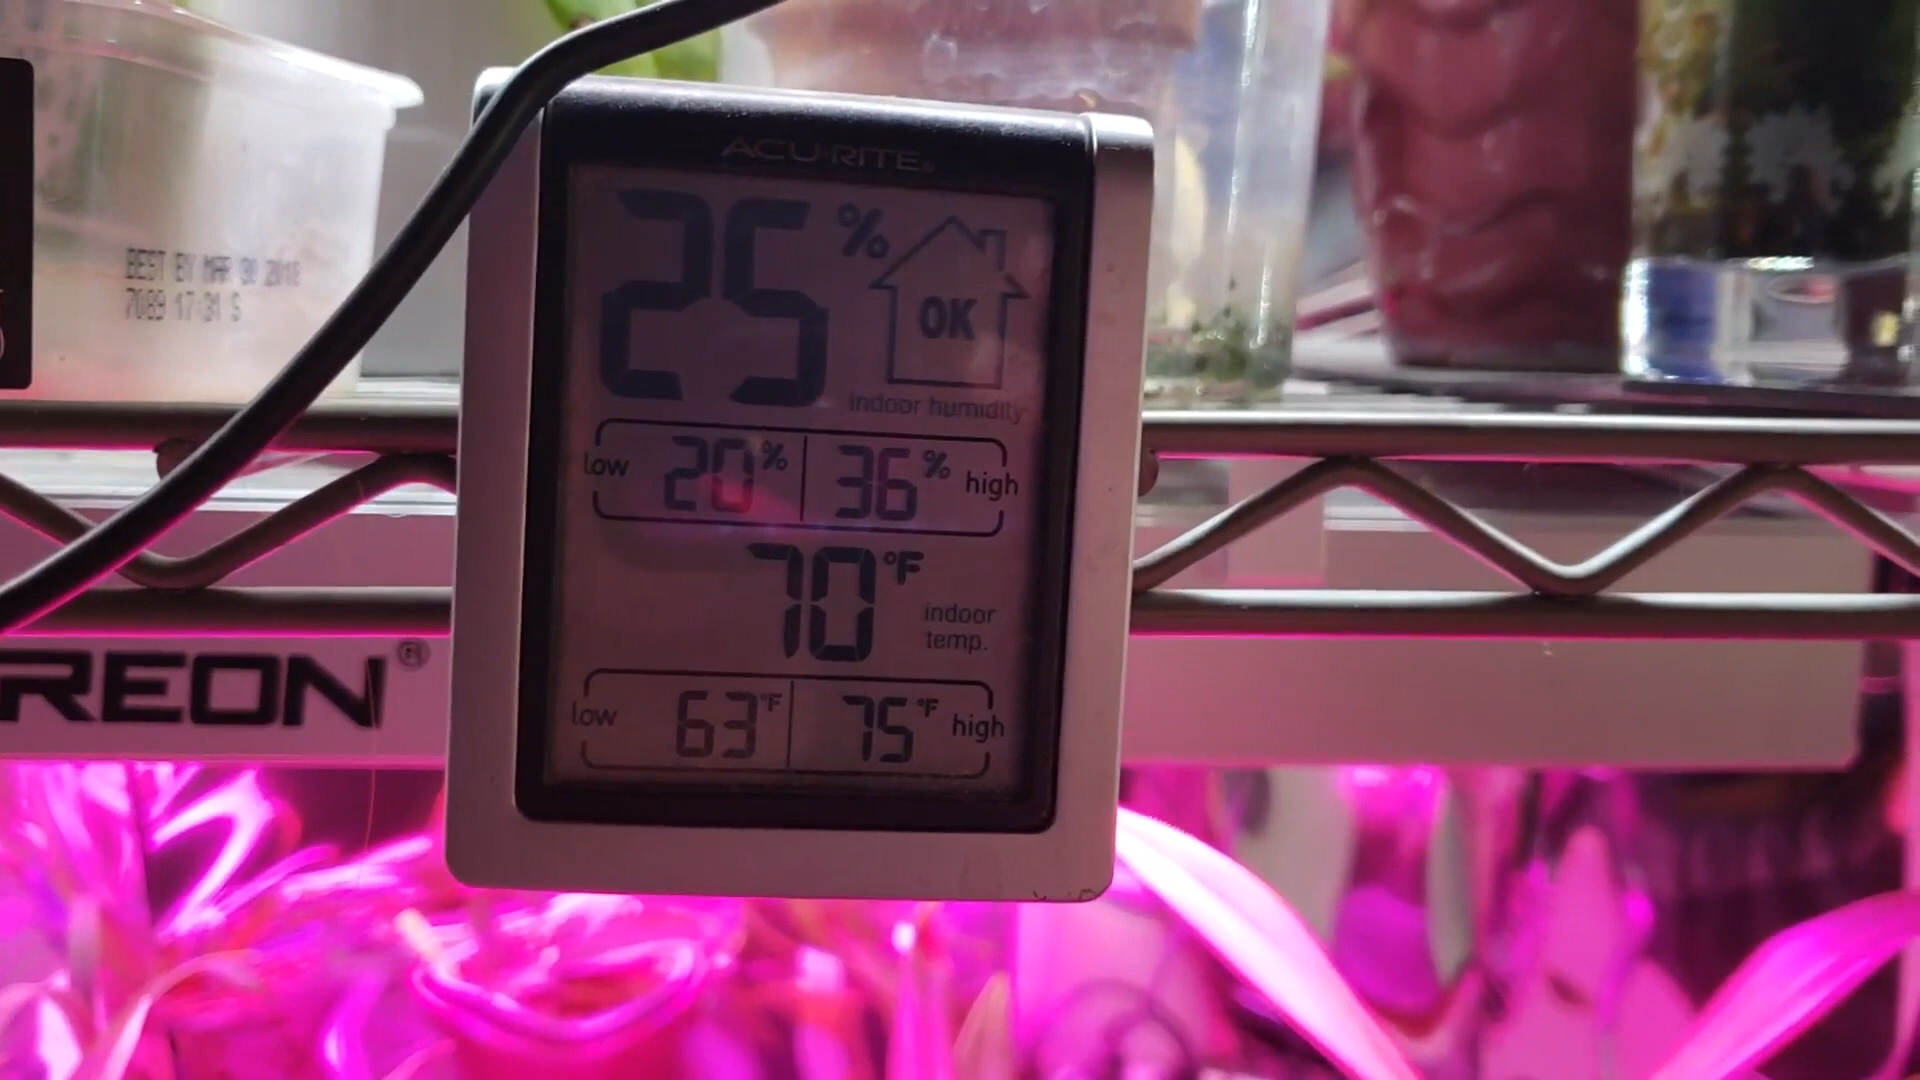 BEST BY MAR 30 2018
7089 17:31 S
ACU·RITE®
25 %
OK
indoor humidity
low 20 % 36 % high
70 °F
indoor
temp.
low 63 °F 75 °F high
REON®